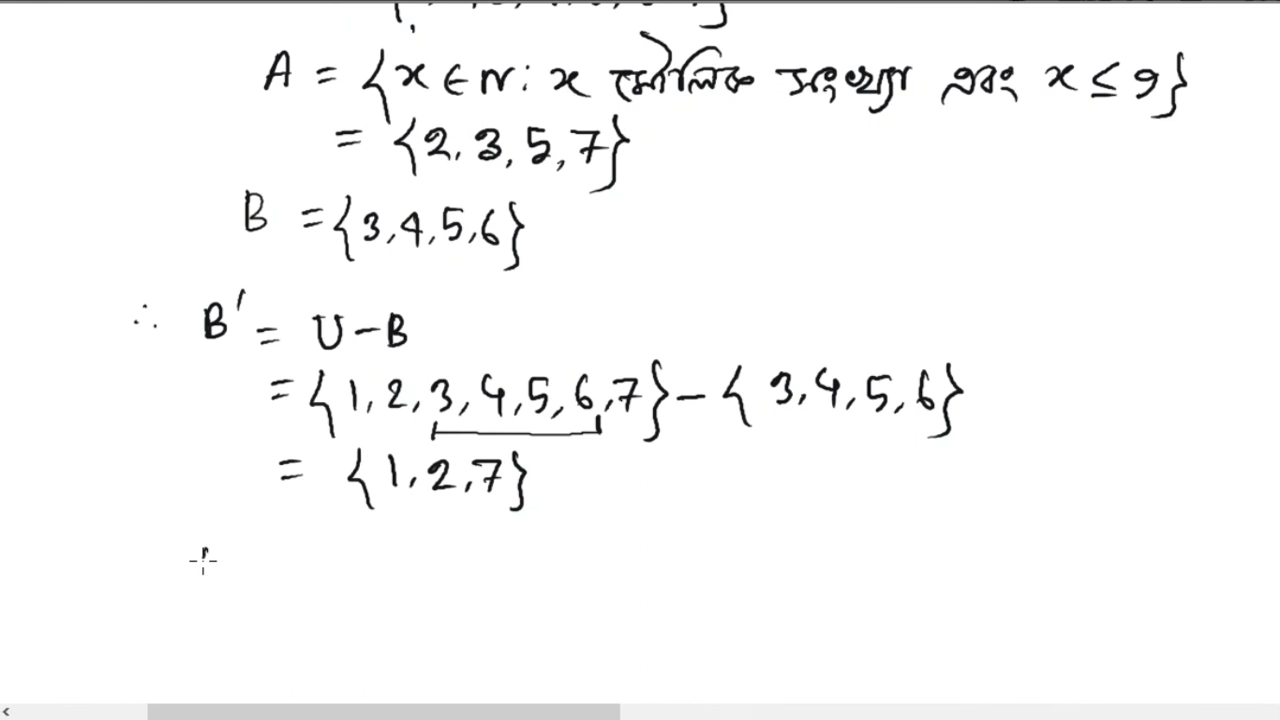 A = {x ∈ N : x মৌলিক সংখ্যা এবং x ≤ 9}
= {2, 3, 5, 7}
B = {3, 4, 5, 6}
∴ B' = U - B
= {1, 2, 3, 4, 5, 6, 7} - {3, 4, 5, 6}
= {1, 2, 7}